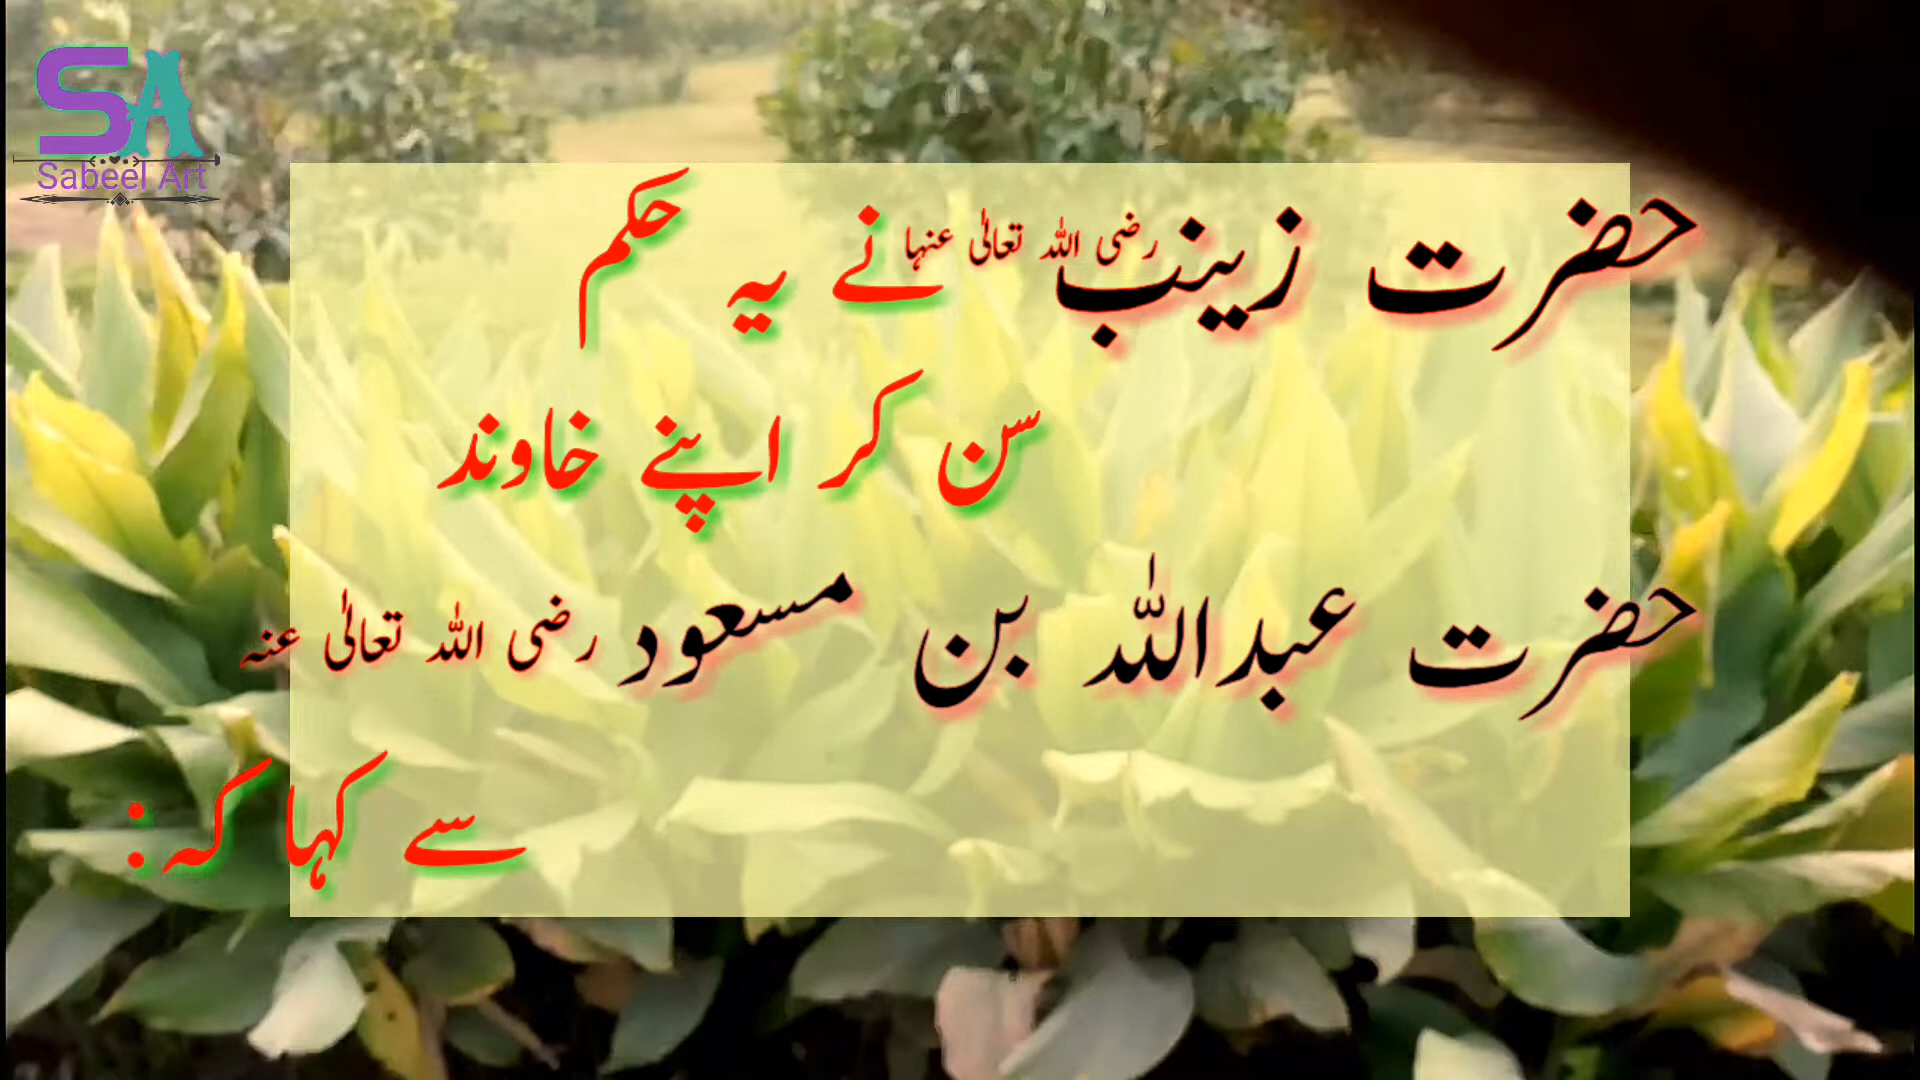 SA
Sabeel Art
حضرت زینب رضی اللہ تعالیٰ عنہا نے یہ حکم
سن کر اپنے خاوند
حضرت عبداللہ بن مسعود رضی اللہ تعالیٰ عنہ
سے کہا کہ: